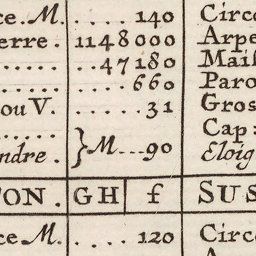 ce. M. . . . . 140 Circo
erre. 1148000 Arpe
. . . . . . . 47180 Maiſ
. . . . . . . . 660 Paro
ou V. . . . . 31 Gros
. . . . . . Cap:
ndre. }M....90 Eloig
ON. GH f SUS
ce M. . . . . 120 Circo